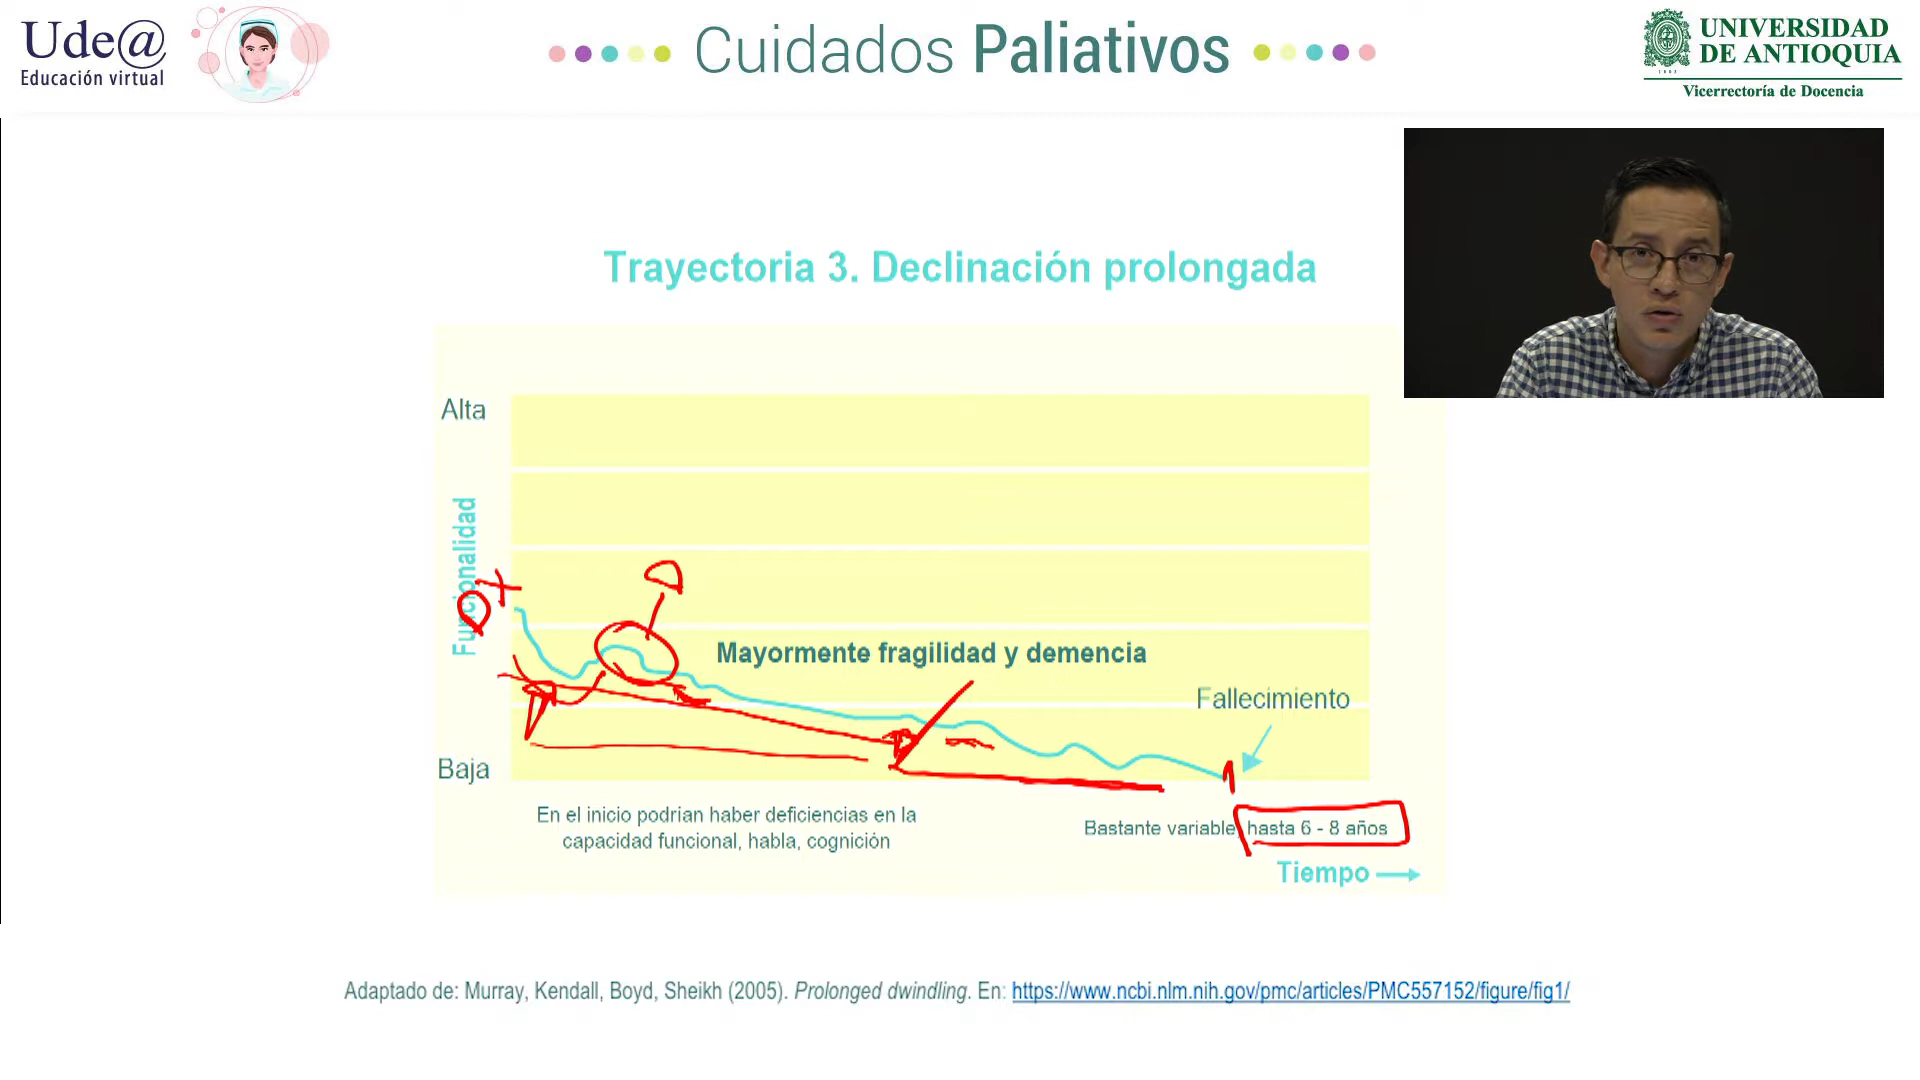 Ude@
Educación virtual
Cuidados Paliativos
UNIVERSIDAD
DE ANTIOQUIA
1803
Vicerrectoría de Docencia
Trayectoria 3. Declinación prolongada
Alta
Funcionalidad
DX
Mayormente fragilidad y demencia
Fallecimiento
Baja
En el inicio podrian haber deficiencias en la
capacidad funcional, habla, cognición
Bastante variable, hasta 6 - 8 años
Tiempo
Adaptado de: Murray, Kendall, Boyd, Sheikh (2005). Prolonged dwindling. En: https://www.ncbi.nlm.nih.gov/pmc/articles/PMC557152/figure/fig1/